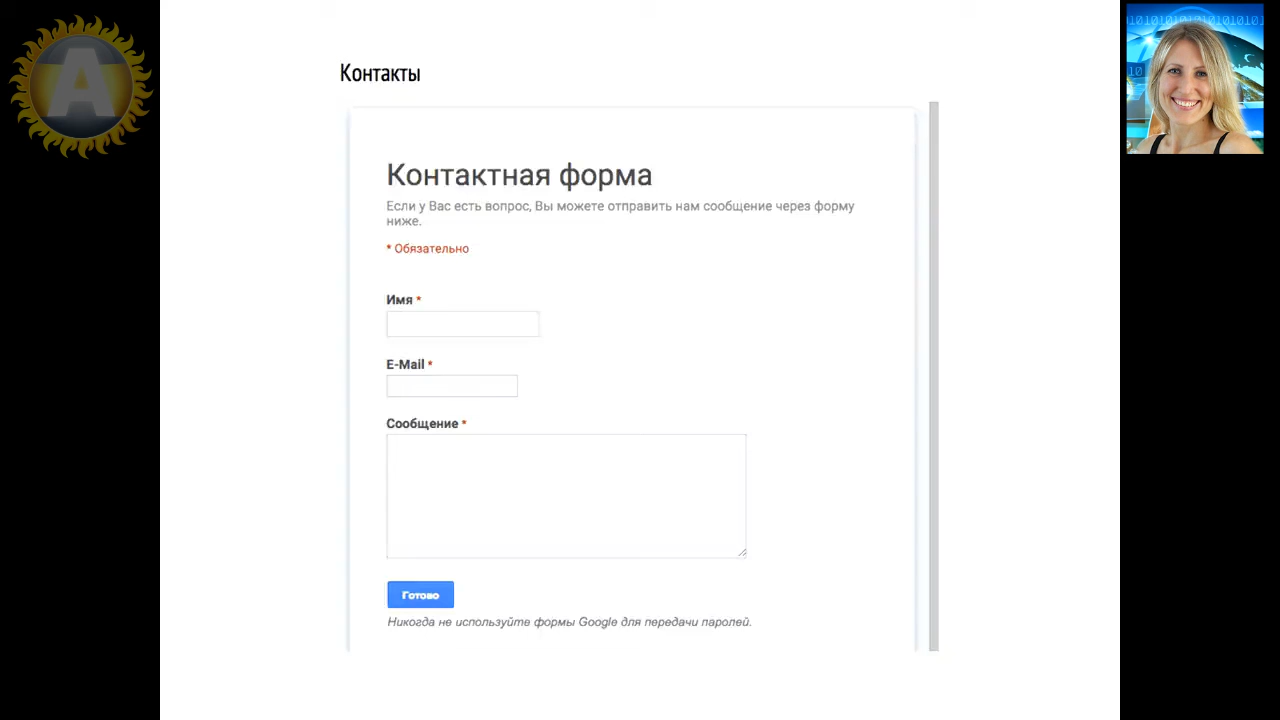 A
Контакты
Контактная форма
Если у Вас есть вопрос, Вы можете отправить нам сообщение через форму
ниже.
* Обязательно
Имя *
E-Mail *
Сообщение *
Готово
Никогда не используйте формы Google для передачи паролей.